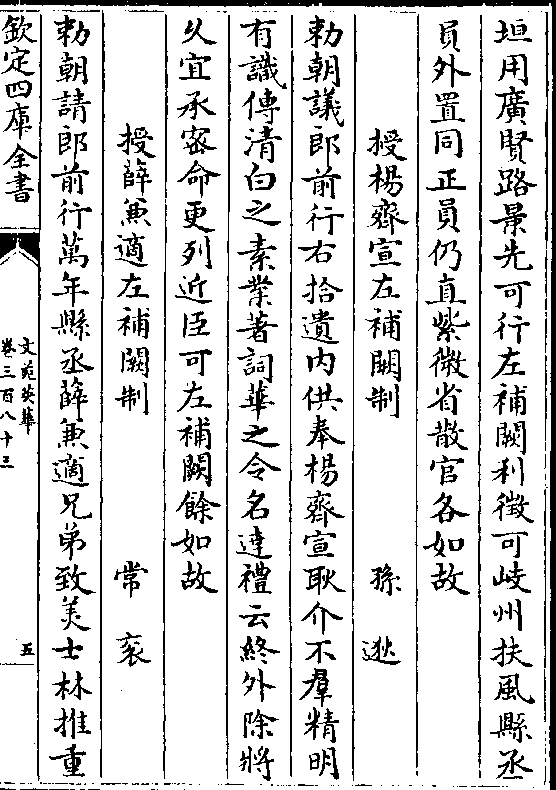 垣用廣賢路景先可行左補闕利徴可岐州扶風縣丞
員外置同正員仍直紫微省散官各如故
授楊齊宣左補闕制　孫逖
勅朝議郎前行右拾遺内供奉楊齊宣耿介不羣精明
有識傳清白之素業著詞華之令名達禮云終外除將
久宜承宻命更列近臣可左補闕餘如故
授薛兼適左補闕制　常衮
勅朝請郎前行萬年縣丞薛兼適兄弟致美士林推重
欽定四庫全書
文苑英華
卷三百八十三
五